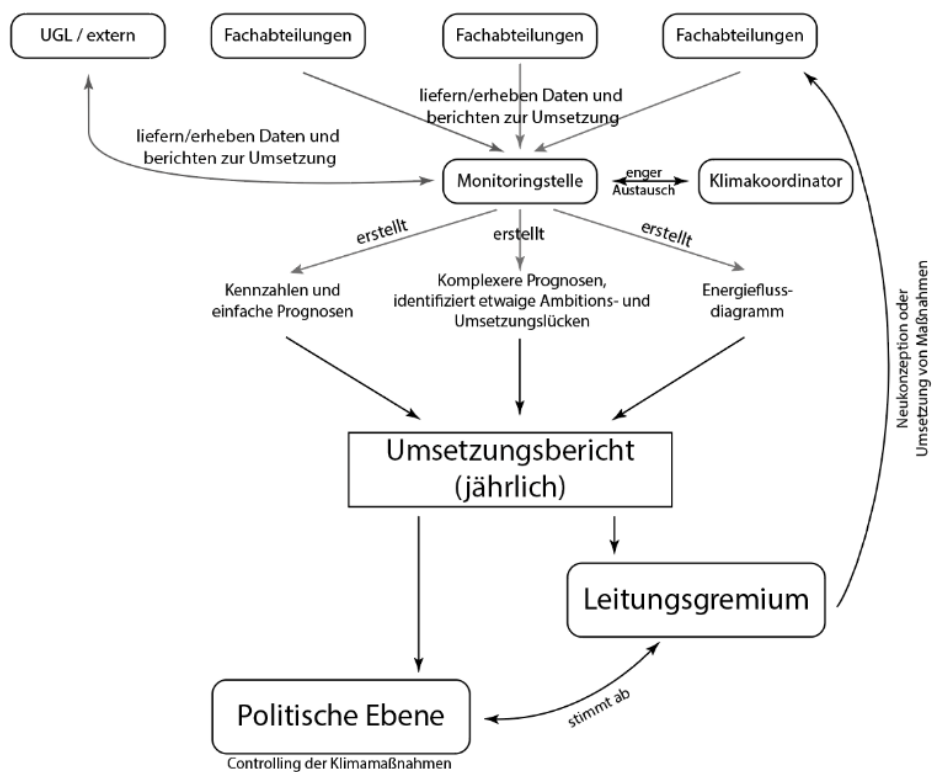 UGL / extern
Fachabteilungen
Fachabteilungen
Fachabteilungen
liefern/erheben Daten und
berichten zur Umsetzung
liefern/erheben Daten und
berichten zur Umsetzung
Monitoringstelle
enger
Austausch
Klimakoordinator
erstellt
erstellt
erstellt
Kennzahlen und
einfache Prognosen
Komplexere Prognosen,
identifiziert etwaige Ambitions- und
Umsetzungslücken
Energiefluss-
diagramm
Neukonzeption oder
Umsetzung von Maßnahmen
Umsetzungsbericht
(jährlich)
Leitungsgremium
stimmt ab
Politische Ebene
Controlling der Klimamaßnahmen